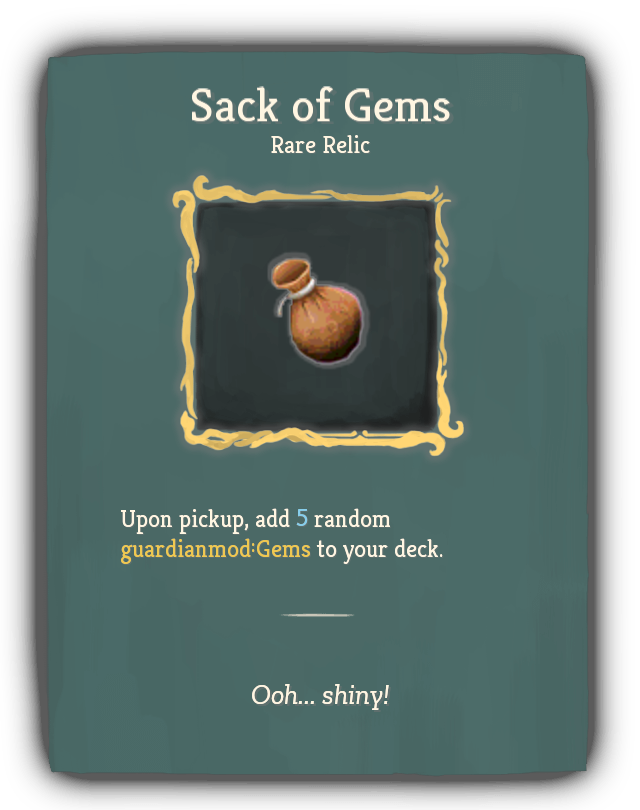 Sack of Gems
Rare Relic
Upon pickup, add 5 random
guardianmod:Gems to your deck.
Ooh... shiny!